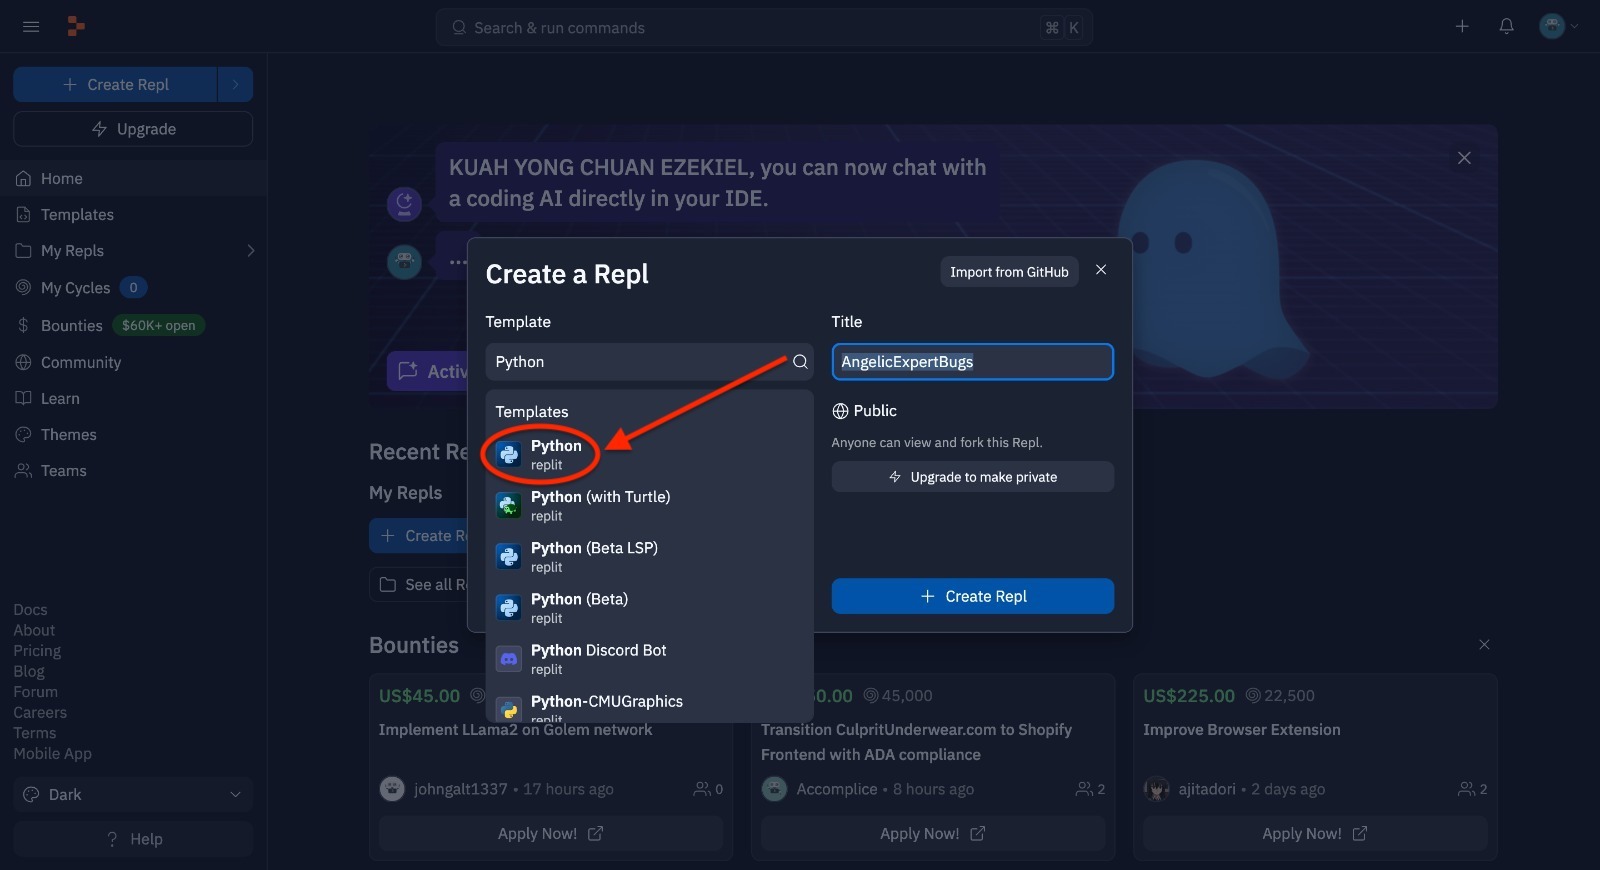 Search & run commands
⌘ K
Create Repl
Upgrade
Home
Templates
My Repls
My Cycles 0
Bounties $60K+ open
Community
Learn
Themes
Teams
Docs
About
Pricing
Blog
Forum
Careers
Terms
Mobile App
Dark
? Help
KUAH YONG CHUAN EZEKIEL, you can now chat with
a coding AI directly in your IDE.
...
Recent
My Repls
See all
Create a Repl
Import from GitHub
Template
Python
Templates
Python
replit
Python (with Turtle)
replit
Python (Beta LSP)
replit
Python (Beta)
replit
Python Discord Bot
replit
Python-CMUGraphics
replit
Title
AngelicExpertBugs
Public
Anyone can view and fork this Repl.
Upgrade to make private
Create Repl
Bounties
US$45.00
Implement LLama2 on Golem network
johngalt1337 • 17 hours ago 0
Apply Now!
0.00 45,000
Transition CulpritUnderwear.com to Shopify
Frontend with ADA compliance
Accomplice • 8 hours ago 2
Apply Now!
US$225.00 22,500
Improve Browser Extension
ajitadori • 2 days ago 2
Apply Now!